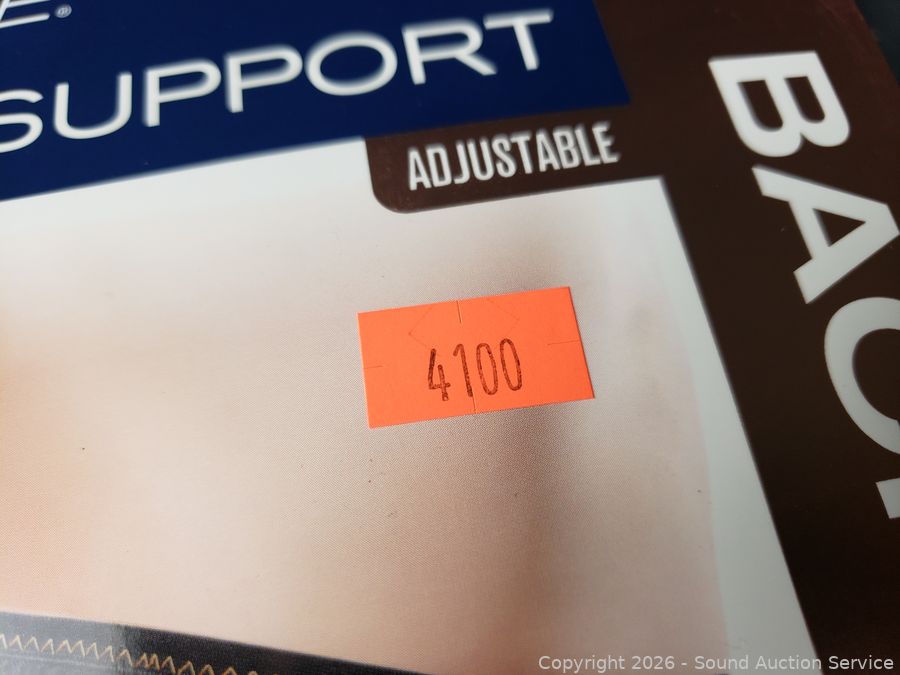 SUPPORT
ADJUSTABLE
4100
Copyright © 2026 - Sound Auction Service